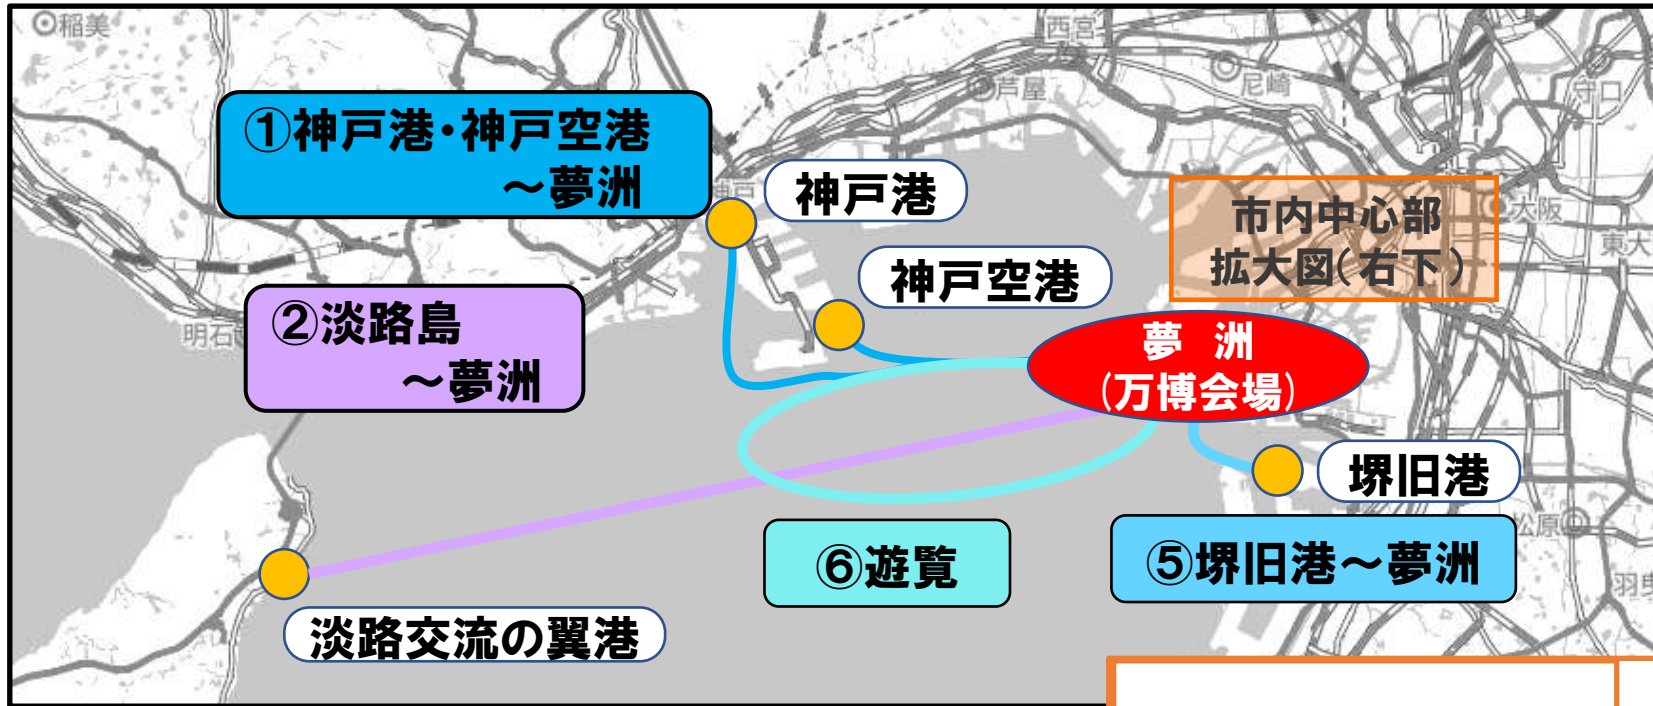 稲美
西宮
芦屋
尼崎
守口
①神戸港・神戸空港
～夢洲
神戸
神戸港
市内中心部
拡大図(右下)
大阪
東大
神戸空港
明石
②淡路島
～夢洲
夢 洲
(万博会場)
堺旧港
松原
⑥遊覧
⑤堺旧港～夢洲
羽曳
淡路交流の翼港